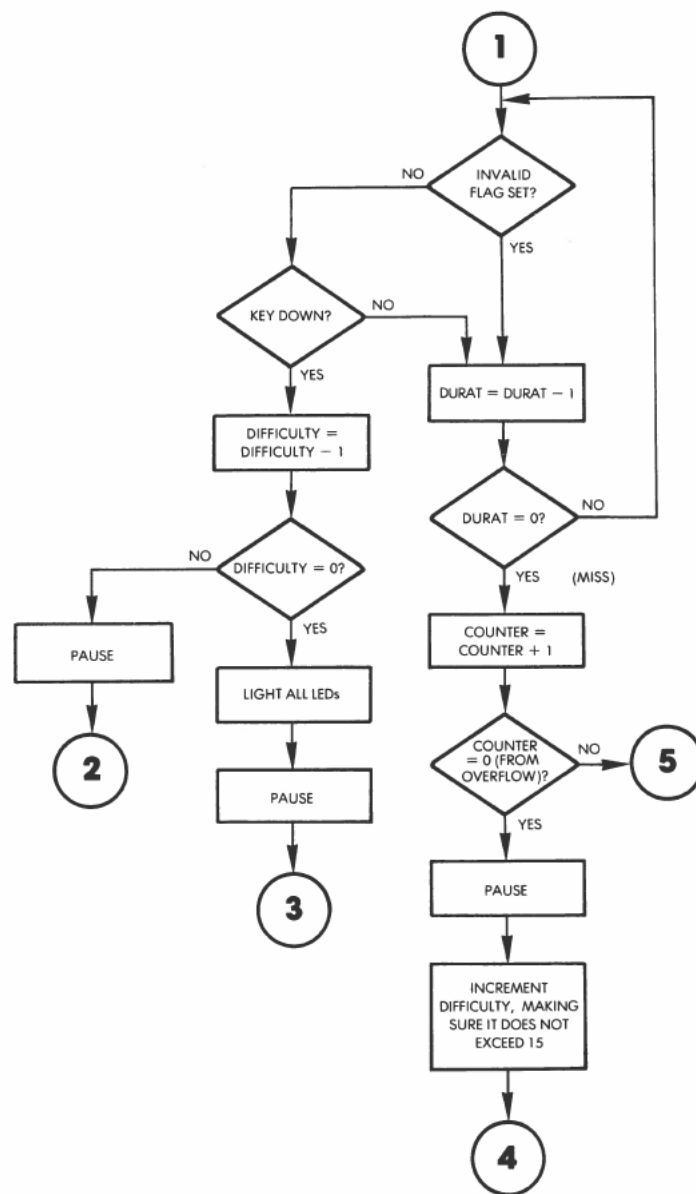 1
INVALID
FLAG SET?
NO
YES
KEY DOWN?
NO
YES
DURAT = DURAT − 1
DIFFICULTY =
DIFFICULTY − 1
DURAT = 0?
NO
YES
(MISS)
DIFFICULTY = 0?
NO
YES
PAUSE
COUNTER =
COUNTER + 1
LIGHT ALL LEDs
2
COUNTER
= 0 (FROM
OVERFLOW)?
NO
5
YES
PAUSE
3
PAUSE
INCREMENT
DIFFICULTY, MAKING
SURE IT DOES NOT
EXCEED 15
4